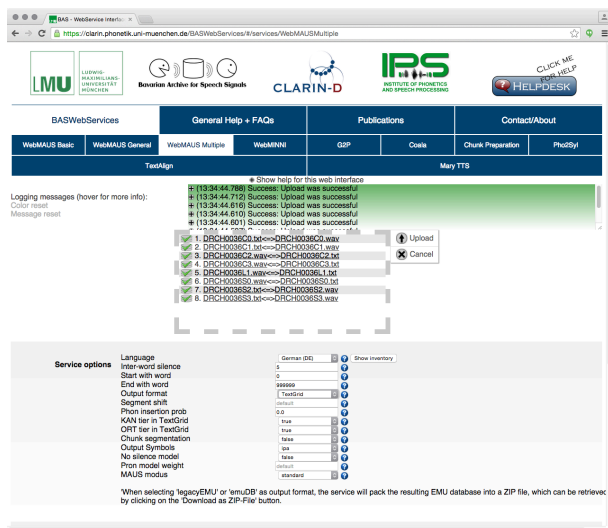 BAS - WebService Interfac
https://clarin.phonetik.uni-muenchen.de/BASWebServices/#/services/WebMAUSMultiple
LMU
LUDWIG-
MAXIMILIANS-
UNIVERSITÄT
MÜNCHEN
Bavarian Archive for Speech Signals
CLARIN-D
IPS
INSTITUTE OF PHONETICS
AND SPEECH PROCESSING
CLICK ME
FOR HELP
HELPDESK
BASWebServices General Help + FAQs Publications Contact/About
WebMAUS Basic WebMAUS General WebMAUS Multiple WebMINNI G2P Coala Chunk Preparation Pho2Syl
TextAlign Mary TTS
Show help for this web interface
Logging messages (hover for more info):
Color reset
Message reset
(13:34:44.788) Success: Upload was successful
(13:34:44.712) Success: Upload was successful
(13:34:44.616) Success: Upload was successful
(13:34:44.610) Success: Upload was successful
(13:34:44.601) Success: Upload was successful
1. DRCH0036C0.txt<=>DRCH0036C0.wav
2. DRCH0036C1.txt<=>DRCH0036C1.wav
3. DRCH0036C2.wav<=>DRCH0036C2.txt
4. DRCH0036C3.wav<=>DRCH0036C3.txt
5. DRCH0036L1.wav<=>DRCH0036L1.txt
6. DRCH0036S0.wav<=>DRCH0036S0.txt
7. DRCH0036S2.txt<=>DRCH0036S2.wav
8. DRCH0036S3.txt<=>DRCH0036S3.wav
Upload
Cancel
Service options
Language German (DE) Show inventory
Inter-word silence 5
Start with word 0
End with word 999999
Output format TextGrid
Segment shift default
Phon insertion prob 0.0
KAN tier in TextGrid true
ORT tier in TextGrid true
Chunk segmentation false
Output Symbols ipa
No silence model false
Pron model weight default
MAUS modus standard
'When selecting 'legacyEMU' or 'emuDB' as output format, the service will pack the resulting EMU database into a ZIP file, which can be retrieved
by clicking on the 'Download as ZIP-File' button.